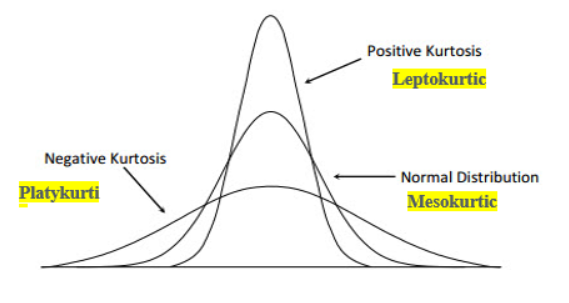 Positive Kurtosis
Leptokurtic
Negative Kurtosis
Platykurti
Normal Distribution
Mesokurtic